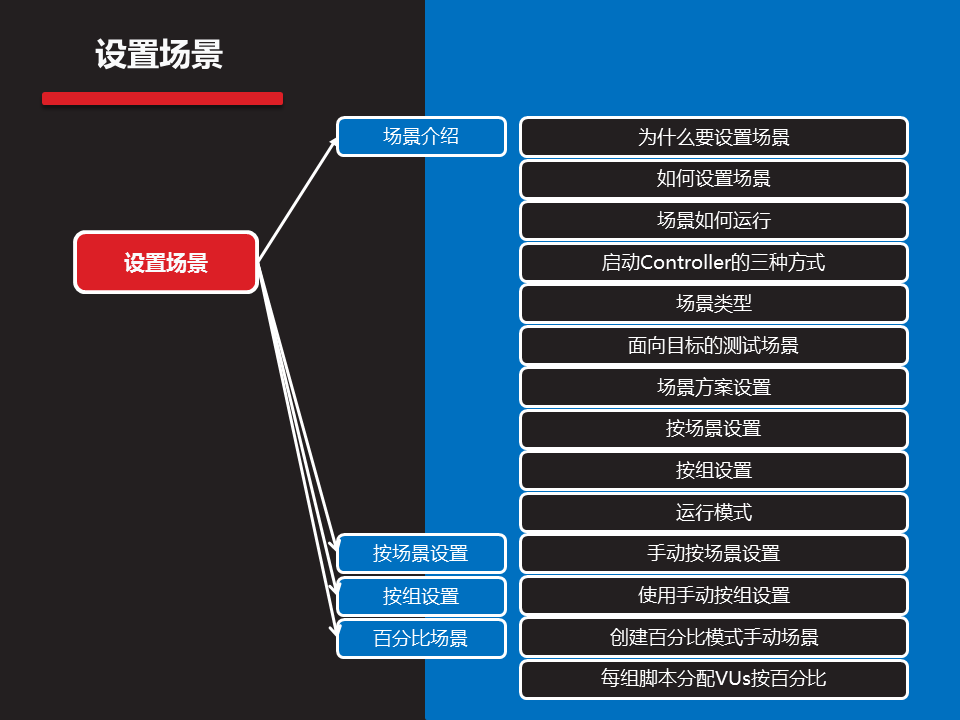 设置场景
设置场景
场景介绍
为什么要设置场景
如何设置场景
场景如何运行
启动Controller的三种方式
场景类型
面向目标的测试场景
场景方案设置
按场景设置
按组设置
运行模式
按场景设置
手动按场景设置
按组设置
使用手动按组设置
百分比场景
创建百分比模式手动场景
每组脚本分配VUs按百分比